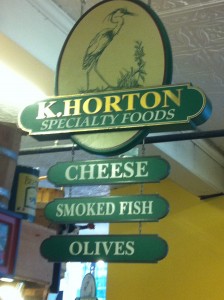 K. HORTON
SPECIALTY FOODS
CHEESE
SMOKED FISH
OLIVES